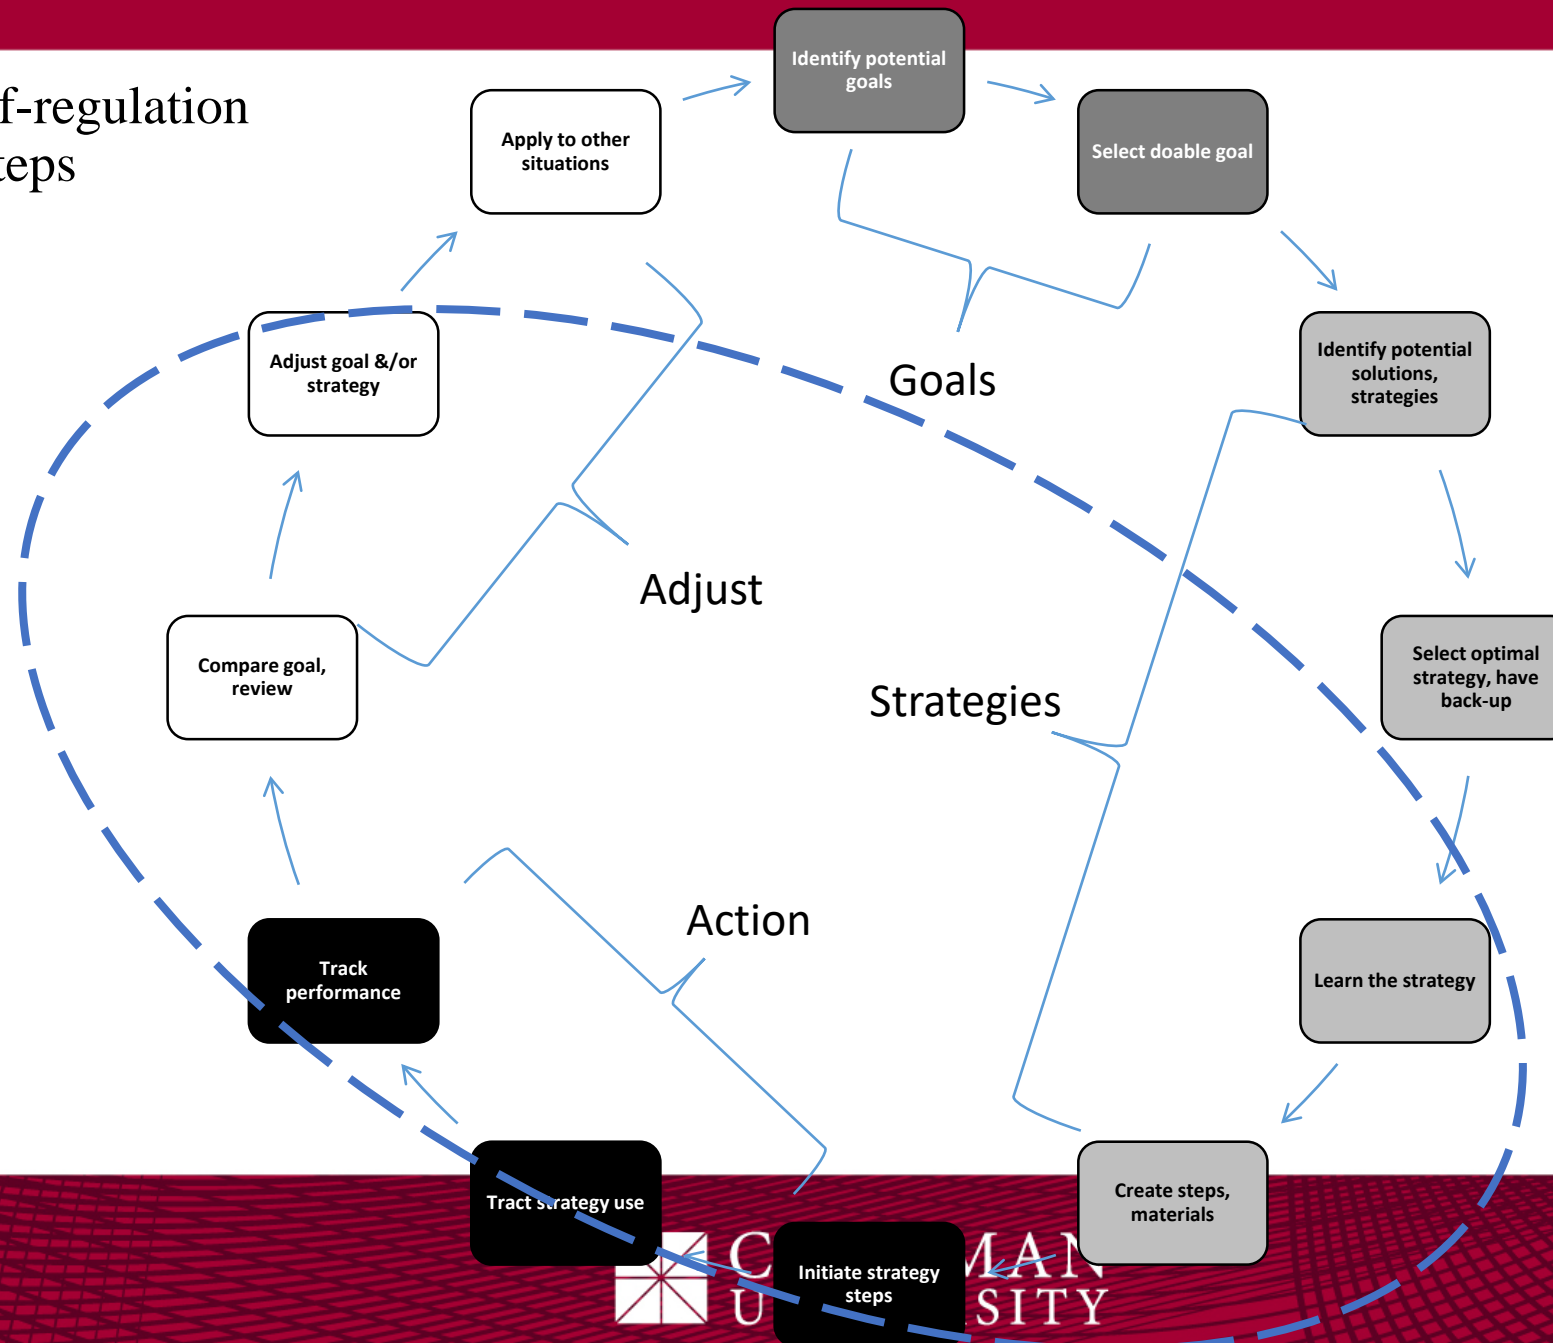 f-regulation
teps
Identify potential
goals
Select doable goal
Identify potential
solutions,
strategies
Select optimal
strategy, have
back-up
Learn the strategy
Create steps,
materials
Initiate strategy
steps
Tract strategy use
Track
performance
Compare goal,
review
Adjust goal &/or
strategy
Apply to other
situations
Goals
Strategies
Action
Adjust
C MAN
U SITY